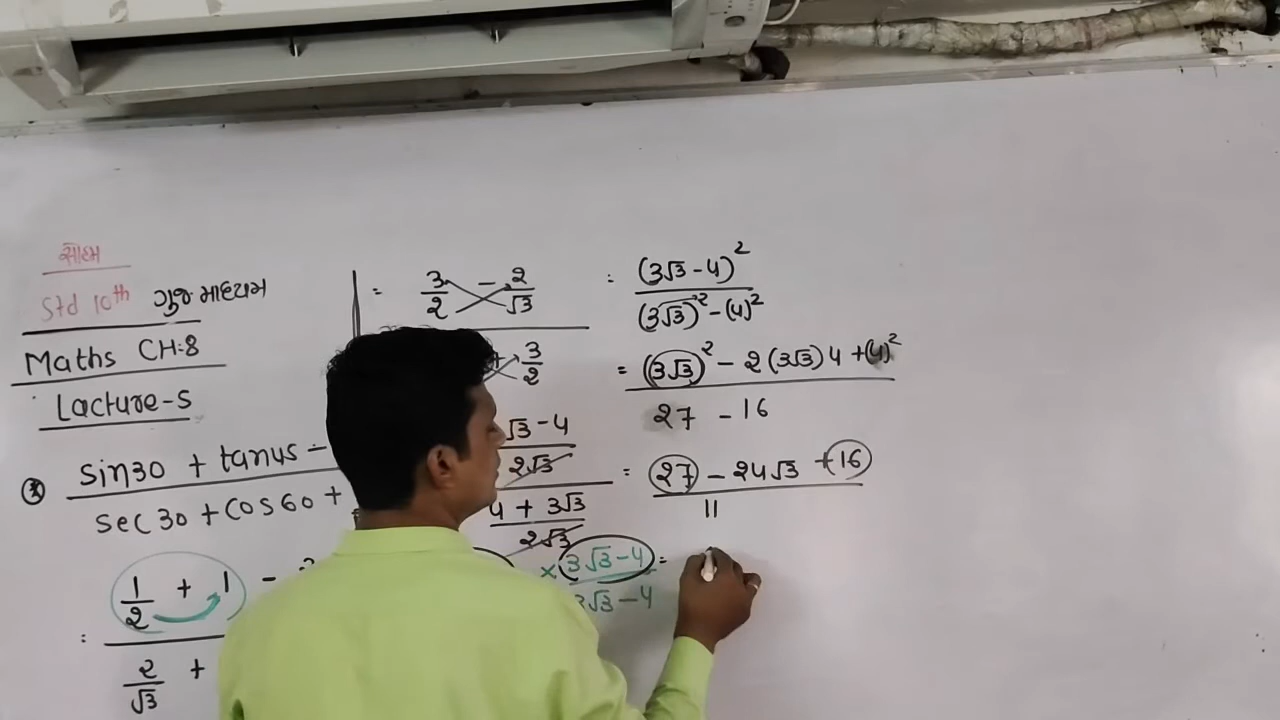 સોહમ
Std 10th ગુજ માધ્યમ
Maths CH:8
Lacture-5
* sin30 + tan45 -
sec 30 + cos 60 +
1/2 + 1 -
:
2/√3 +
= 3/2 - 2/√3
+ 3/2
√3 - 4
2√3
4 + 3√3
2√3
× 3√3 - 4
3√3 - 4
: (3√3 - 4)²
(3√3)² - (4)²
= (3√3)² - 2(3√3)4 + (4)²
27 - 16
= 27 - 24√3 + 16
11
=